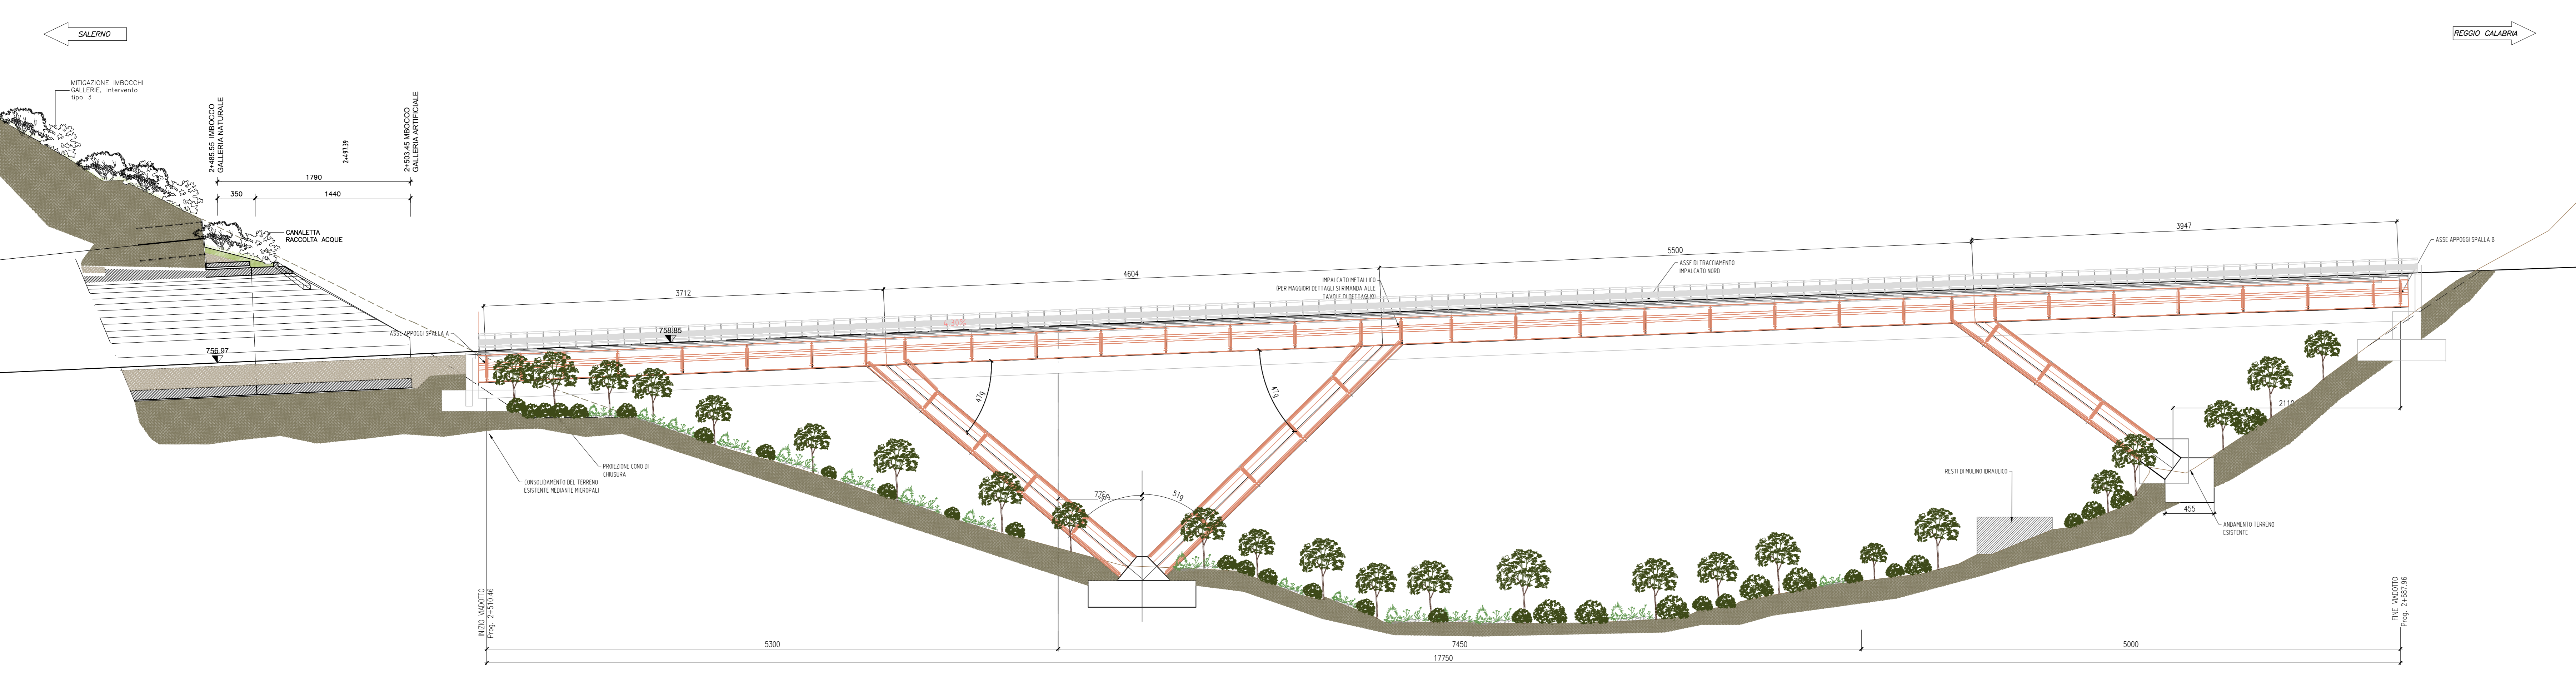 SALERNO
REGGIO CALABRIA
MITIGAZIONE IMBOCCHI
GALLERIE, Intervento
tipo 3
2+485.55 IMBOCCO
GALLERIA NATURALE
2+497.39
2+503.45 MBOCCO
GALLERIA ARTIFICIALE
1790
350
1440
CANALETTA
RACCOLTA ACQUE
3947
5500
4604
3712
ASSE APPOGGI SPALLA B
ASSE DI TRACCIAMENTO
IMPALCATO NORD
IMPALCATO METALLICO
(PER MAGGIORI DETTAGLI SI RIMANDA ALLE
TAVOLE DI DETTAGLIO)
ASSE APPOGGI SPALLA A
758.85
756.97
47g
47g
2110
PROIEZIONE CONO DI
CHIUSURA
CONSOLIDAMENTO DEL TERRENO
ESISTENTE MEDIANTE MICROPALI
51g
RESTI DI MULINO IDRAULICO
455
ANDAMENTO TERRENO
ESISTENTE
INIZIO VIADOTTO
Prog. 2+510.46
FINE VIADOTTO
Prog. 2+687.96
5300
7450
5000
17750